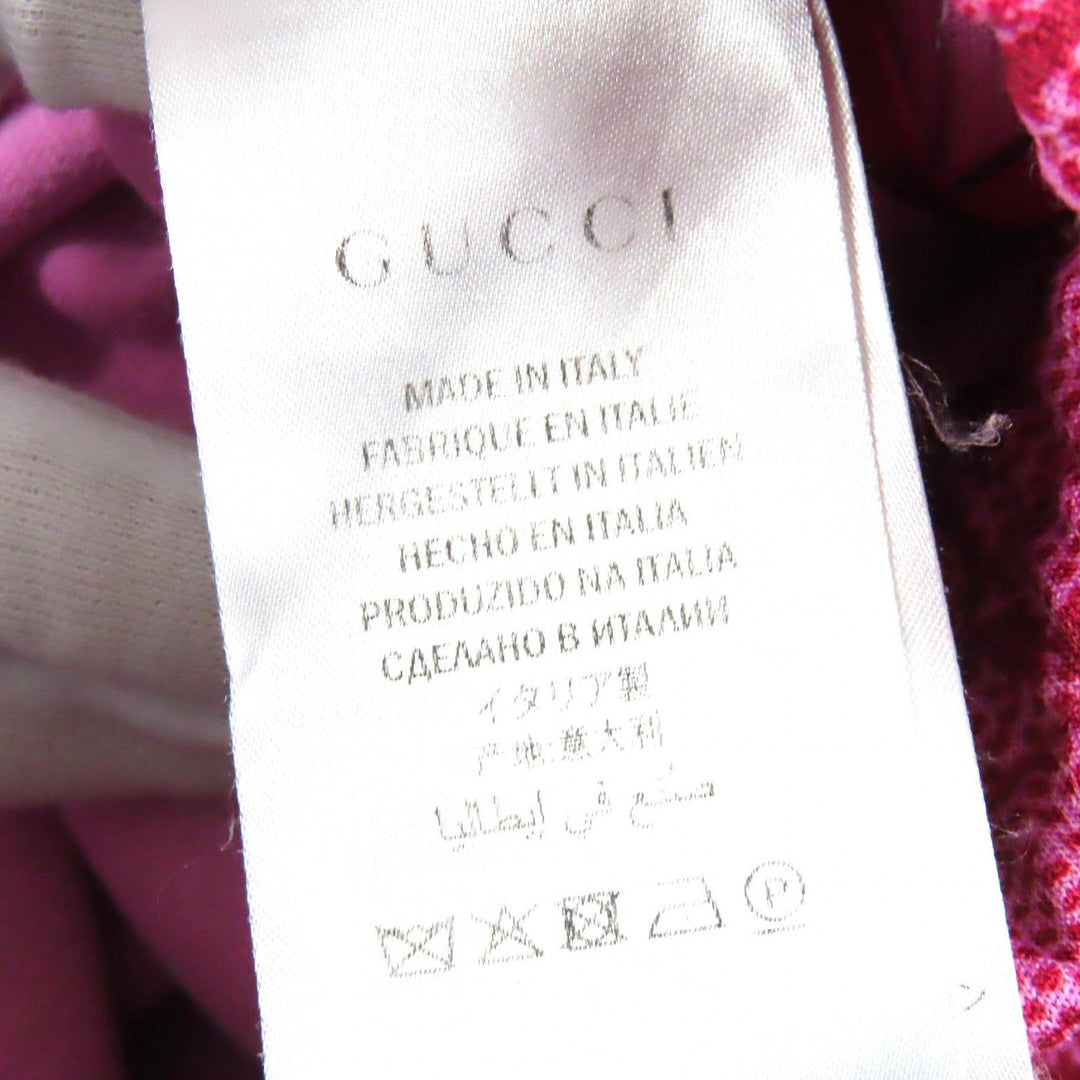 GUCCI
MADE IN ITALY
FABRIQUE EN ITALIE
HERGESTELLT IN ITALIEN
HECHO EN ITALIA
PRODUZIDO NA ITALIA
СДЕЛАНО В ИТАЛИИ
イタリア製
产地:意大利
صنع في إيطاليا
P